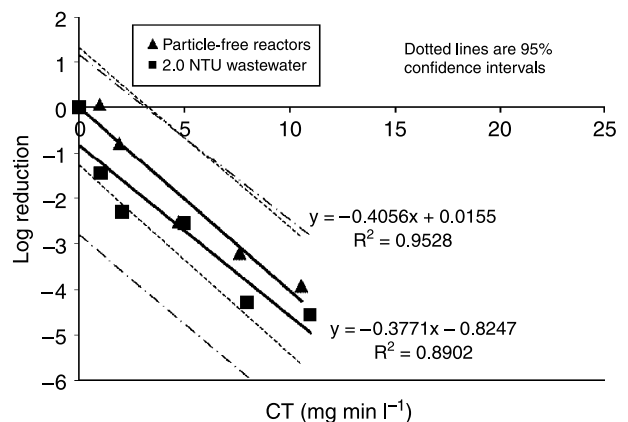 2
1
0
−1
−2
−3
−4
−5
−6
Log reduction
▲ Particle-free reactors
■ 2.0 NTU wastewater
Dotted lines are 95%
confidence intervals
0 5 10 15 20 25
y = −0.4056x + 0.0155
R² = 0.9528
y = −0.3771x − 0.8247
R² = 0.8902
CT (mg min l⁻¹)